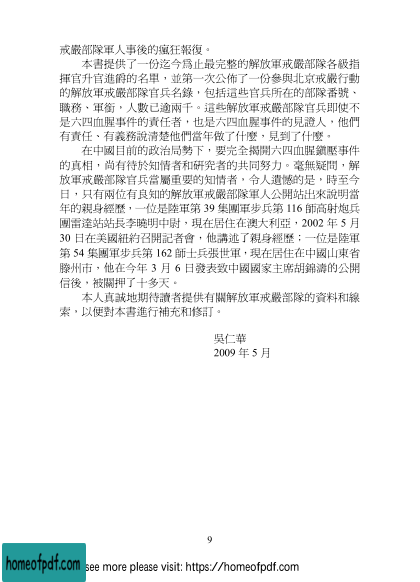 戒嚴部隊軍人事後的瘋狂報復。
本書提供了一份迄今爲止最完整的解放軍戒嚴部隊各級指
揮官升官進爵的名單，並第一次公佈了一份參與北京戒嚴行動
的解放軍戒嚴部隊官兵名錄，包括這些官兵所在的部隊番號、
職務、軍銜，人數已逾兩千。這些解放軍戒嚴部隊官兵即使不
是六四血腥事件的責任者，也是六四血腥事件的見證人，他們
有責任、有義務說清楚他們當年做了什麼，見到了什麼。
在中國目前的政治局勢下，要完全揭開六四血腥鎮壓事件
的真相，尚有待於知情者和研究者的共同努力。毫無疑問，解
放軍戒嚴部隊官兵當屬重要的知情者，令人遺憾的是，時至今
日，只有兩位有良知的解放軍戒嚴部隊軍人公開站出來說明當
年的親身經歷，一位是陸軍第 39 集團軍步兵第 116 師高射炮兵
團雷達站站長李曉明中尉，現在居住在澳大利亞，2002 年 5 月
30 日在美國紐約召開記者會，他講述了親身經歷；一位是陸軍
第 54 集團軍步兵第 162 師士兵張世軍，現在居住在中國山東省
滕州市，他在今年 3 月 6 日發表致中國國家主席胡錦濤的公開
信後，被關押了十多天。
本人真誠地期待讀者提供有關解放軍戒嚴部隊的資料和線
索，以便對本書進行補充和修訂。
吳仁華
2009 年 5 月
9
homeofpdf.com
see more please visit: https://homeofpdf.com